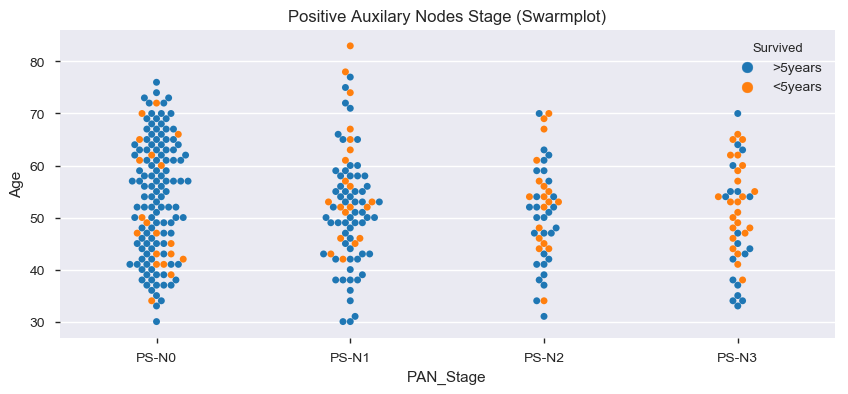 Positive Auxilary Nodes Stage (Swarmplot)
Survived
>5years
<5years
Age
80
70
60
50
40
30
PS-N0
PS-N1
PS-N2
PS-N3
PAN_Stage